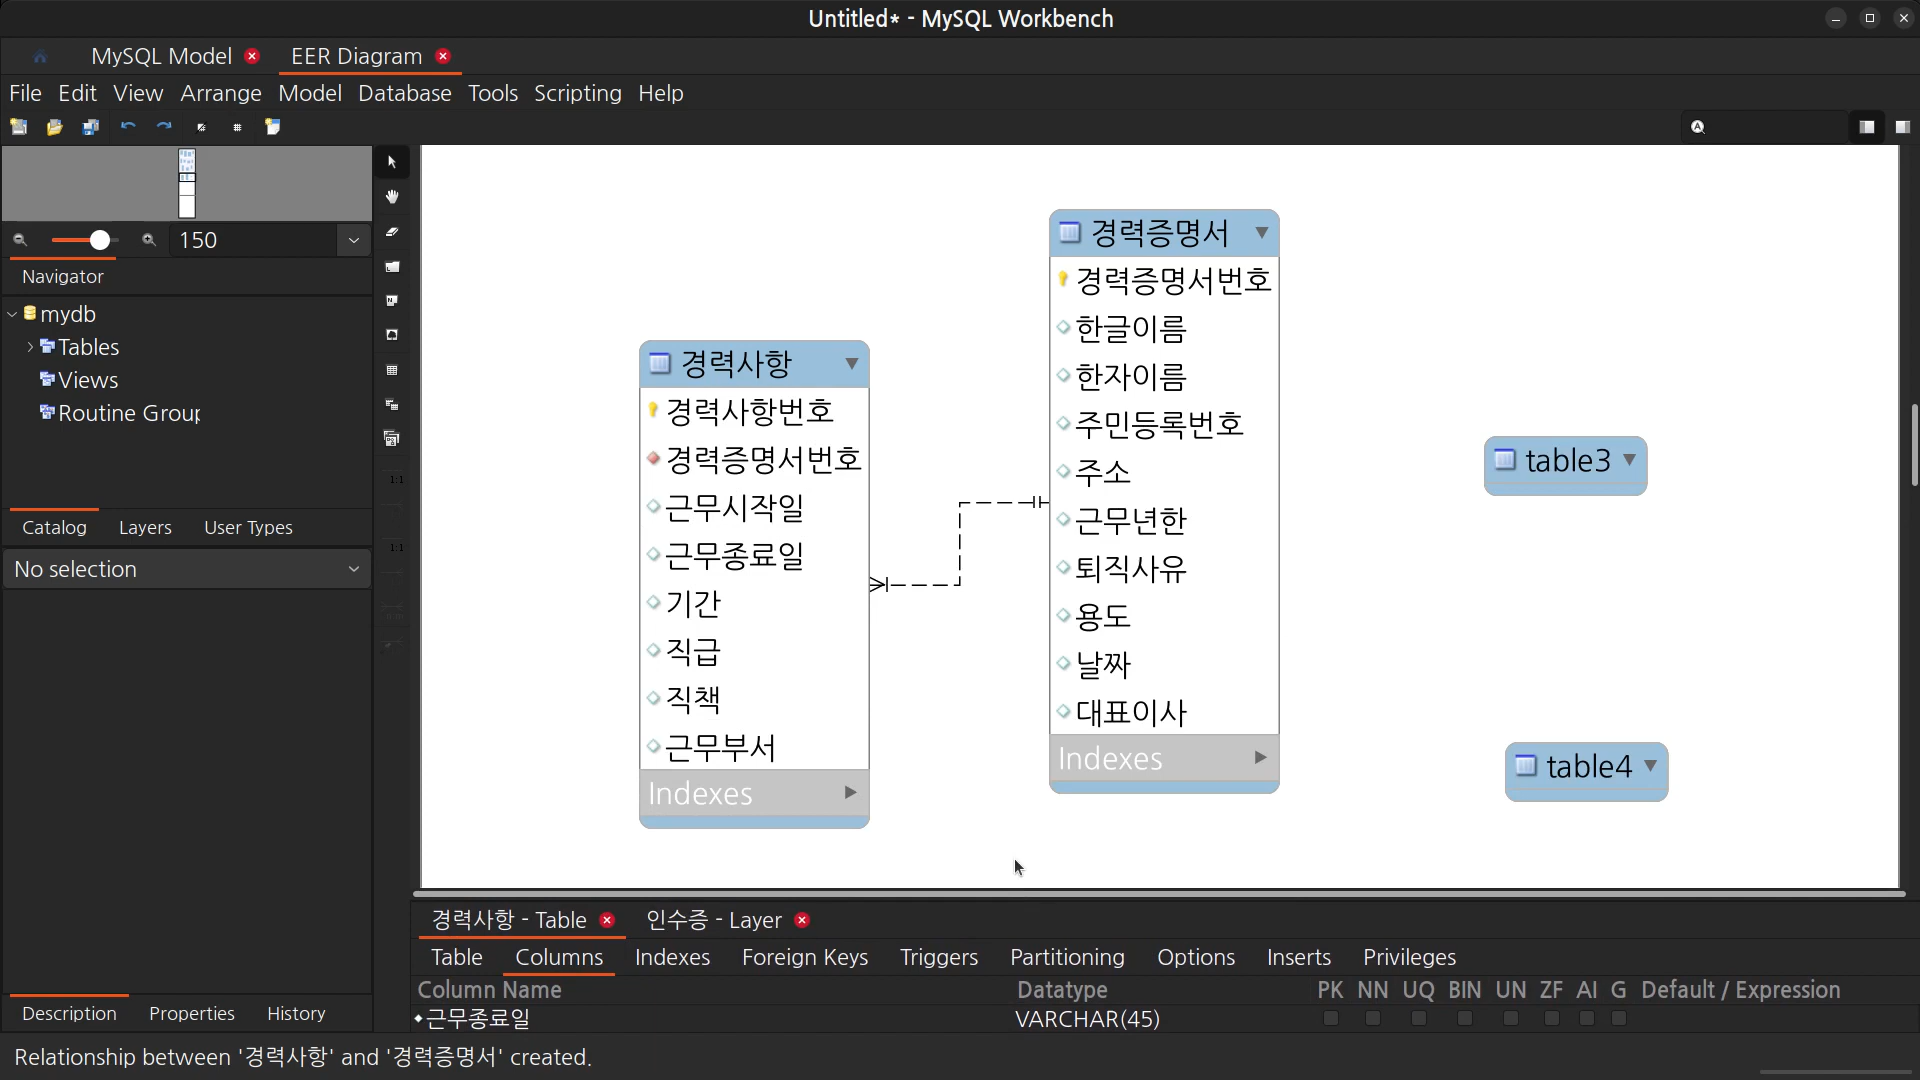 Untitled* - MySQL Workbench
MySQL Model
EER Diagram
File Edit View Arrange Model Database Tools Scripting Help
150
Navigator
mydb
Tables
Views
Routine Group
Catalog Layers User Types
No selection
Description Properties History
경력사항
경력사항번호
경력증명서번호
근무시작일
근무종료일
기간
직급
직책
근무부서
Indexes
경력증명서
경력증명서번호
한글이름
한자이름
주민등록번호
주소
근무년한
퇴직사유
용도
날짜
대표이사
Indexes
table3
table4
경력사항 - Table
인수증 - Layer
Table Columns Indexes Foreign Keys Triggers Partitioning Options Inserts Privileges
Column Name Datatype PK NN UQ BIN UN ZF AI G Default / Expression
근무종료일 VARCHAR(45)
Relationship between '경력사항' and '경력증명서' created.